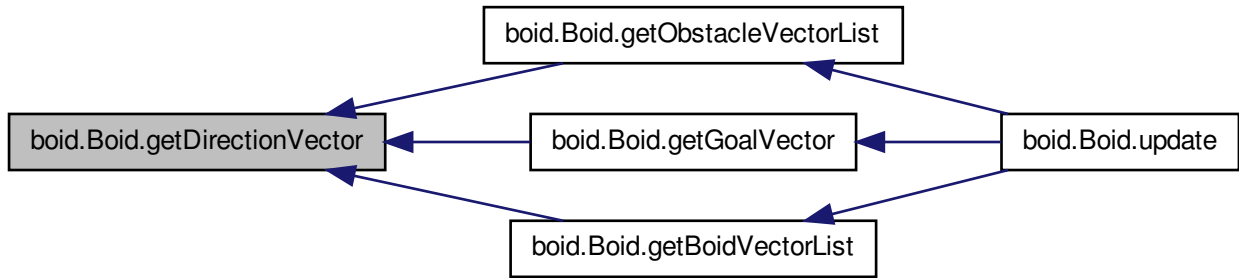 boid.Boid.getObstacleVectorList
boid.Boid.getDirectionVector
boid.Boid.getGoalVector
boid.Boid.update
boid.Boid.getBoidVectorList